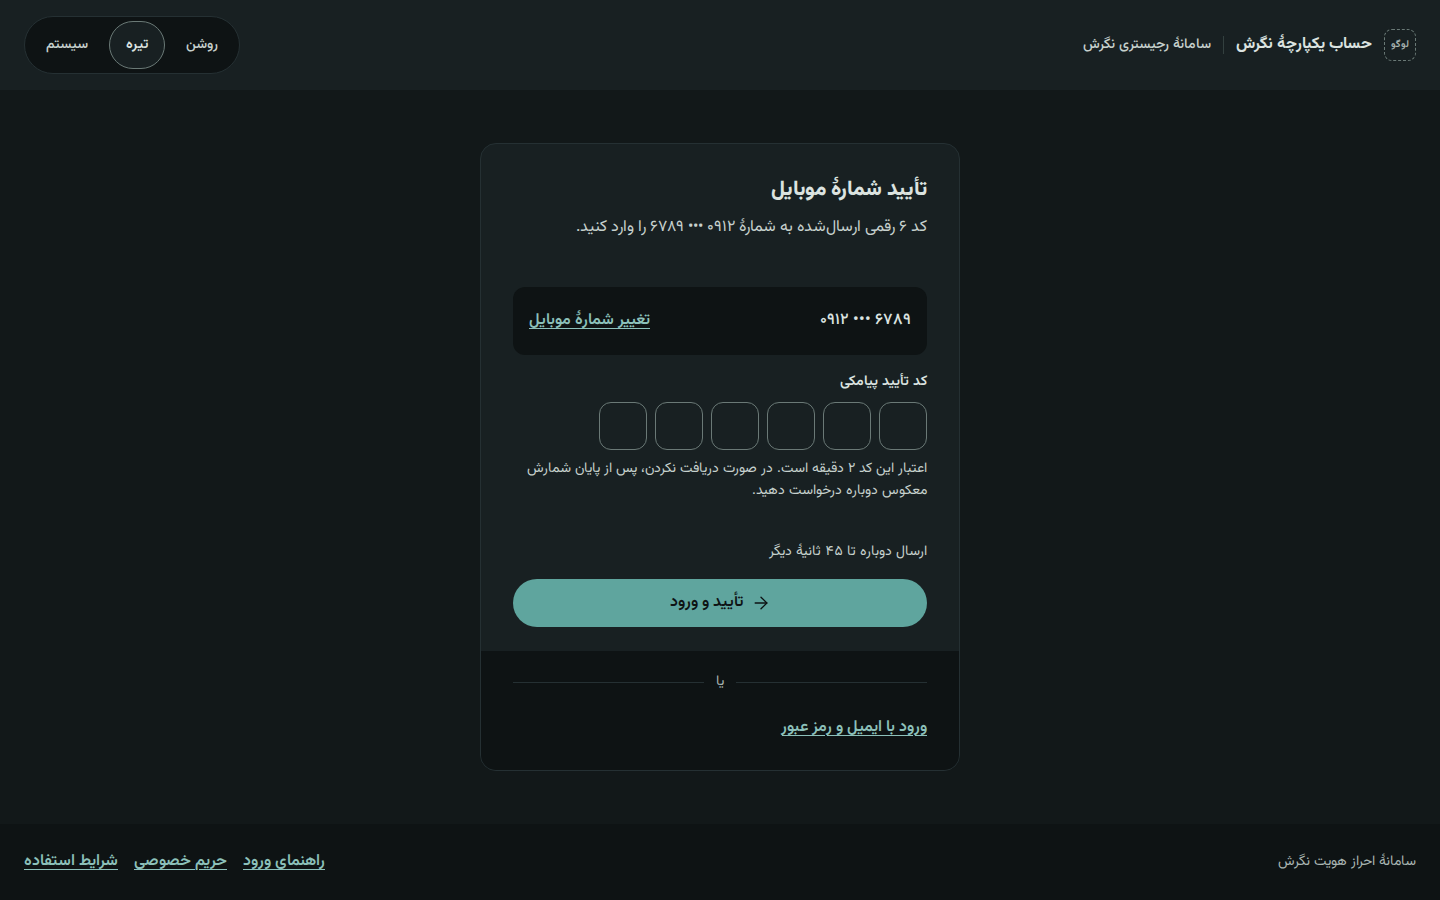 لوگو
حساب یکپارچهٔ نگرش
سامانهٔ رجیستری نگرش
روشن
تیره
سیستم
تأیید شمارهٔ موبایل
کد ۶ رقمی ارسال‌شده به شمارهٔ ۰۹۱۲ ••• ۶۷۸۹ را وارد کنید.
۰۹۱۲ ••• ۶۷۸۹
تغییر شمارهٔ موبایل
کد تأیید پیامکی
اعتبار این کد ۲ دقیقه است. در صورت دریافت نکردن، پس از پایان شمارش
معکوس دوباره درخواست دهید.
ارسال دوباره تا ۴۵ ثانیهٔ دیگر
تأیید و ورود
یا
ورود با ایمیل و رمز عبور
سامانهٔ احراز هویت نگرش
راهنمای ورود
حریم خصوصی
شرایط استفاده